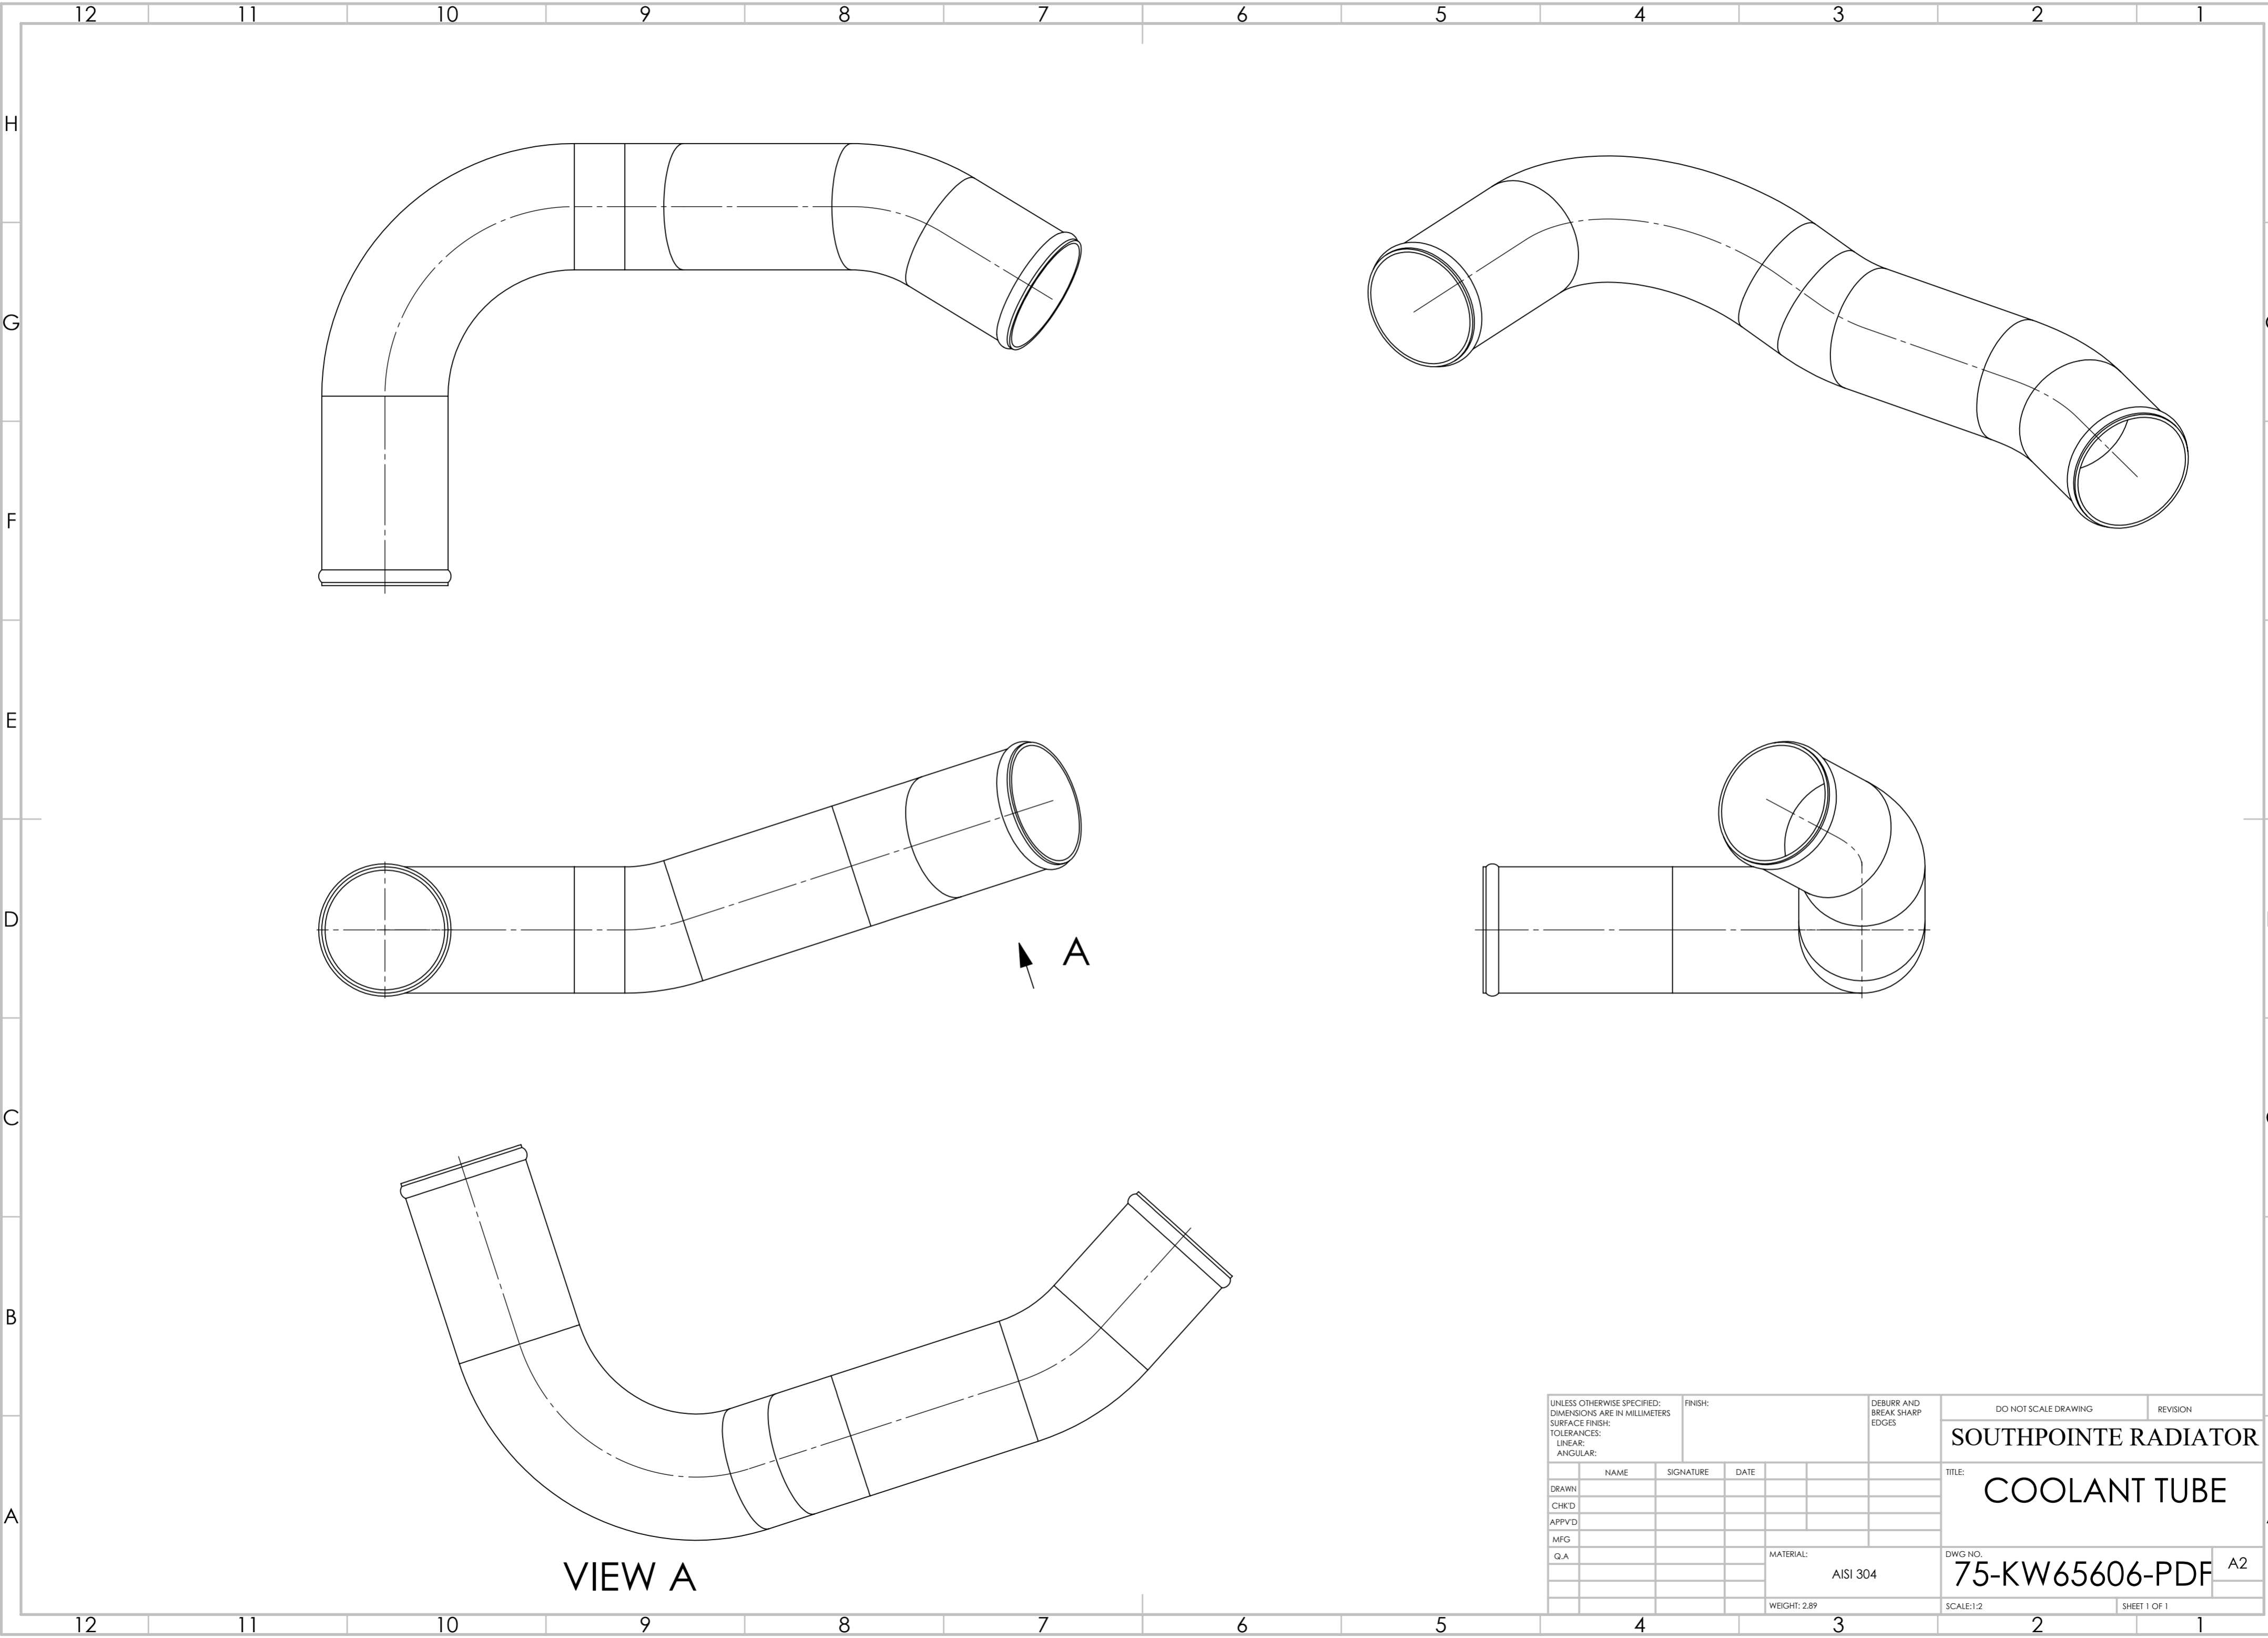 12 11 10 9 8 7 6 5 4 3 2 1
H
G
F
E
D
C
B
A
A
VIEW A
UNLESS OTHERWISE SPECIFIED:
DIMENSIONS ARE IN MILLIMETERS
SURFACE FINISH:
TOLERANCES:
LINEAR:
ANGULAR:
FINISH:
DEBURR AND
BREAK SHARP
EDGES
DO NOT SCALE DRAWING
REVISION
SOUTHPOINTE RADIATOR
NAME SIGNATURE DATE
DRAWN
CHK'D
APPV'D
MFG
Q.A
TITLE:
COOLANT TUBE
MATERIAL:
AISI 304
DWG NO.
75-KW65606-PDF
A2
WEIGHT: 2.89
SCALE:1:2
SHEET 1 OF 1
12 11 10 9 8 7 6 5 4 3 2 1